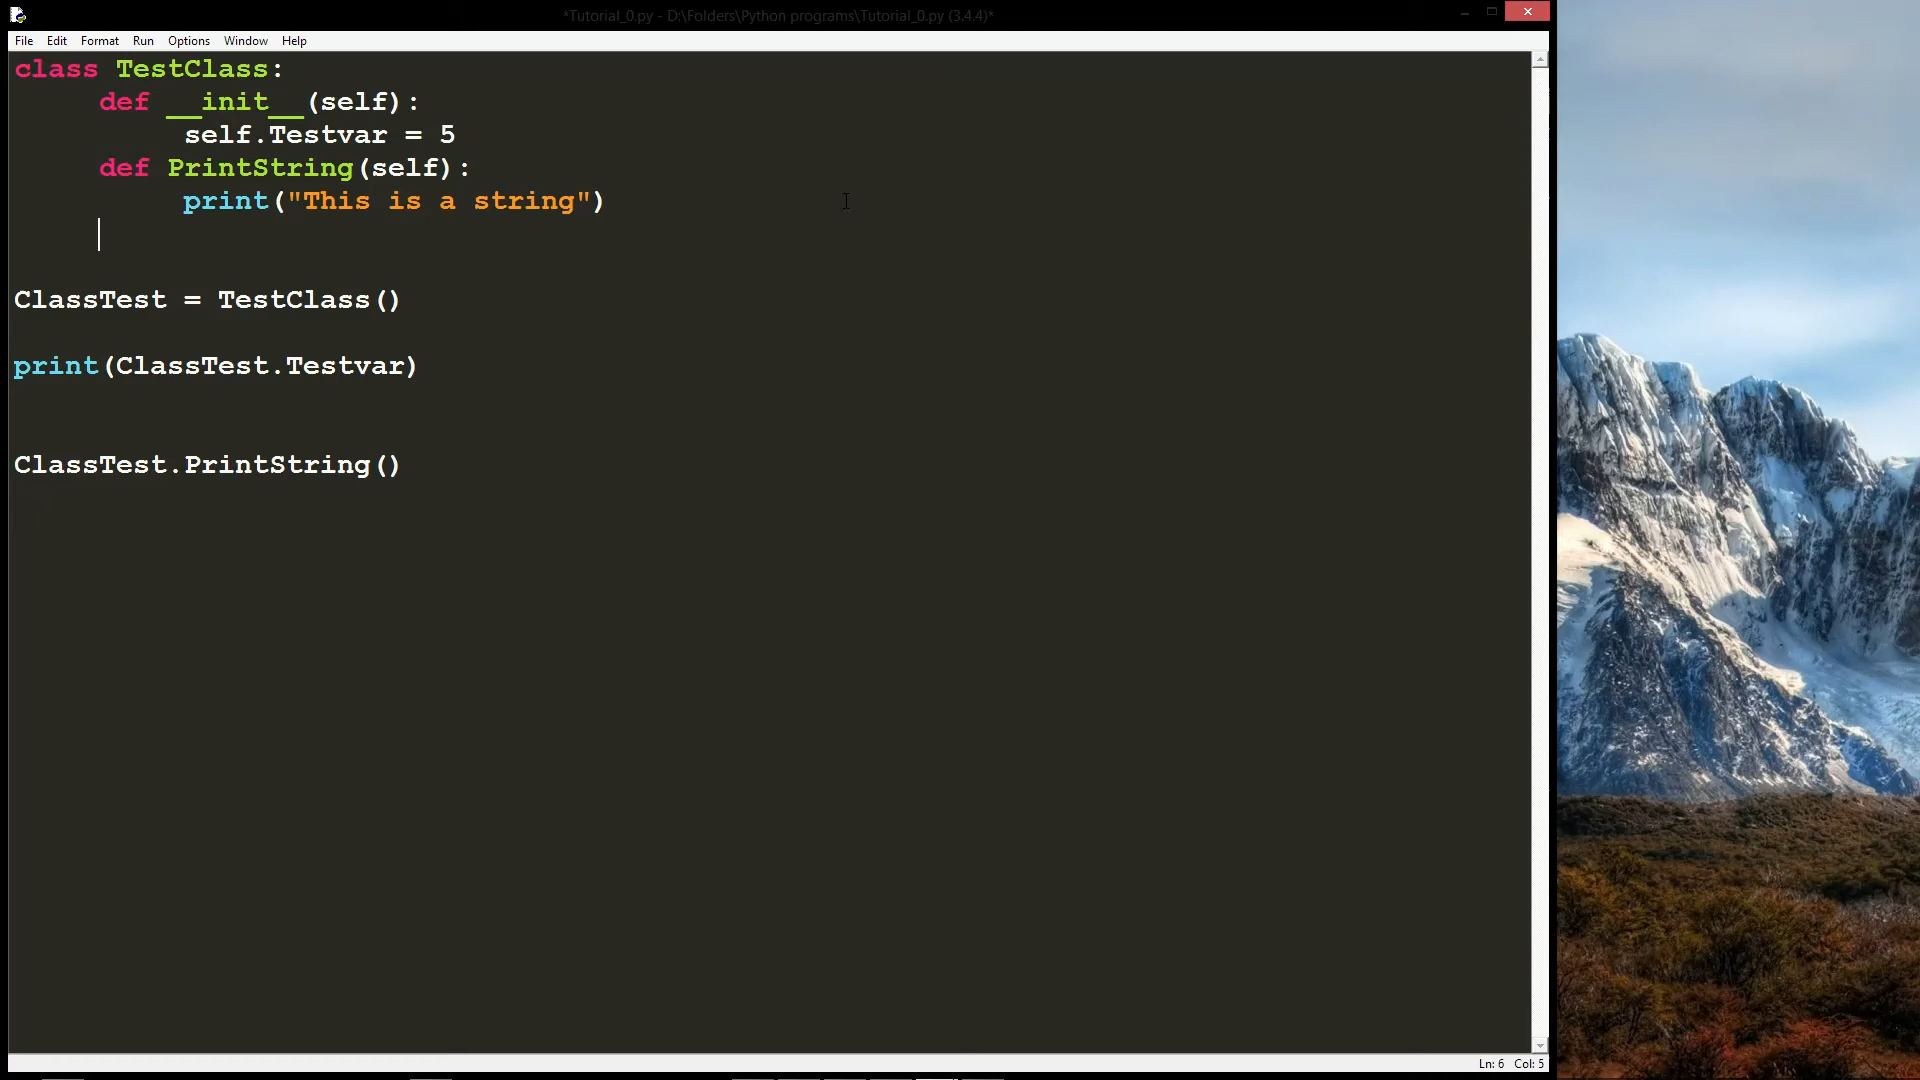 *Tutorial_0.py - D:\Folders\Python programs\Tutorial_0.py (3.4.4)*
File Edit Format Run Options Window Help
class TestClass:
    def __init__(self):
        self.Testvar = 5
    def PrintString(self):
        print("This is a string")
ClassTest = TestClass()
print(ClassTest.Testvar)
ClassTest.PrintString()
Ln: 6 Col: 5